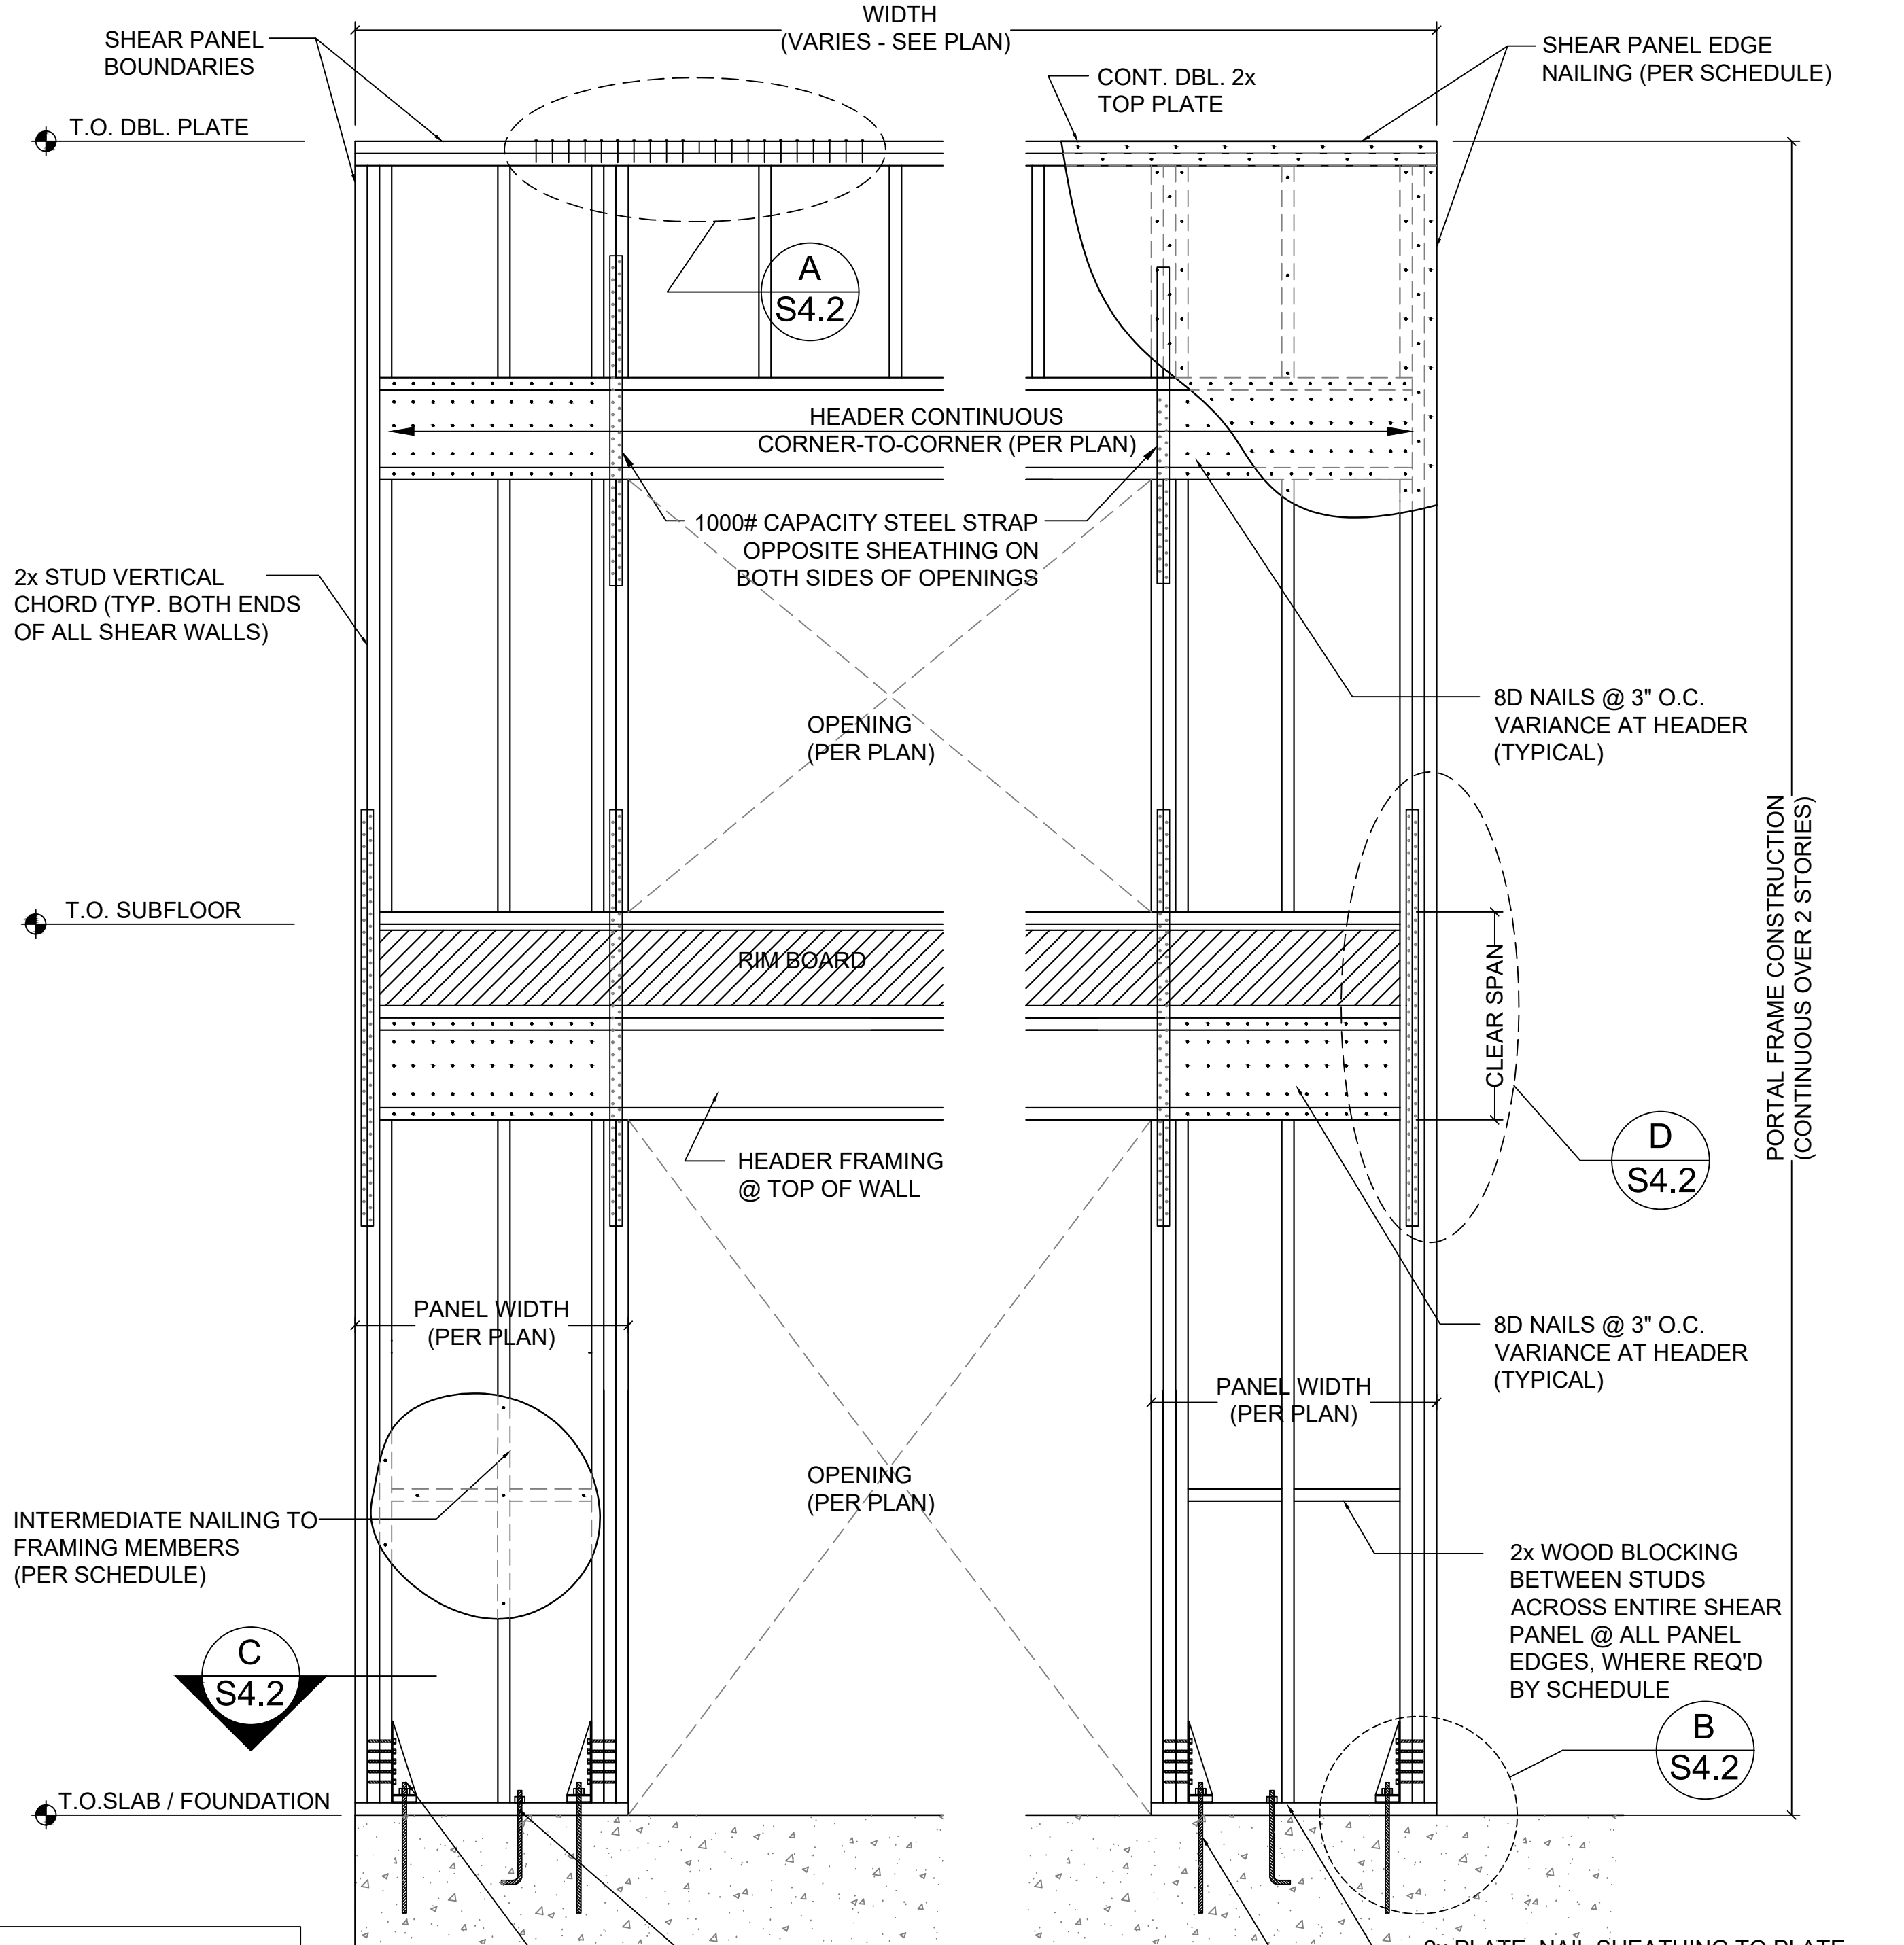 WIDTH
(VARIES - SEE PLAN)
SHEAR PANEL
BOUNDARIES
SHEAR PANEL EDGE
NAILING (PER SCHEDULE)
CONT. DBL. 2x
TOP PLATE
T.O. DBL. PLATE
A
S4.2
HEADER CONTINUOUS
CORNER-TO-CORNER (PER PLAN)
1000# CAPACITY STEEL STRAP
OPPOSITE SHEATHING ON
BOTH SIDES OF OPENINGS
2x STUD VERTICAL
CHORD (TYP. BOTH ENDS
OF ALL SHEAR WALLS)
8D NAILS @ 3" O.C.
VARIANCE AT HEADER
(TYPICAL)
OPENING
(PER PLAN)
PORTAL FRAME CONSTRUCTION
(CONTINUOUS OVER 2 STORIES)
T.O. SUBFLOOR
RIM BOARD
CLEAR SPAN
D
S4.2
HEADER FRAMING
@ TOP OF WALL
PANEL WIDTH
(PER PLAN)
8D NAILS @ 3" O.C.
VARIANCE AT HEADER
(TYPICAL)
PANEL WIDTH
(PER PLAN)
OPENING
(PER PLAN)
INTERMEDIATE NAILING TO
FRAMING MEMBERS
(PER SCHEDULE)
2x WOOD BLOCKING
BETWEEN STUDS
ACROSS ENTIRE SHEAR
PANEL @ ALL PANEL
EDGES, WHERE REQ'D
BY SCHEDULE
C
S4.2
B
S4.2
T.O.SLAB / FOUNDATION
2x PLATE, NAIL SHEATHING TO PLATE